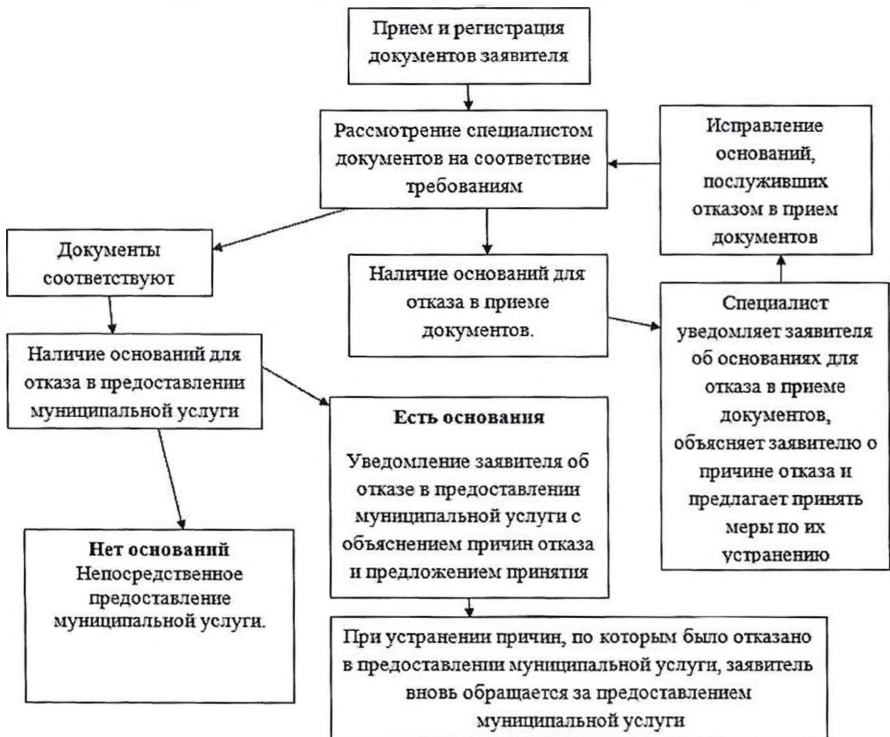 Прием и регистрация
документов заявителя
Рассмотрение специалистом
документов на соответствие
требованиям
Исправление
оснований,
послуживших
отказом в прием
документов
Документы
соответствуют
Наличие оснований для
отказа в приеме
документов.
Специалист
уведомляет заявителя
об основаниях для
отказа в приеме
документов,
объясняет заявителю о
причине отказа и
предлагает принять
меры по их
устранению
Наличие оснований для
отказа в предоставлении
муниципальной услуги
Есть основания
Уведомление заявителя об
отказе в предоставлении
муниципальной услуги с
объяснением причин отказа
и предложением принятия
Нет оснований
Непосредственное
предоставление
муниципальной услуги.
При устранении причин, по которым было отказано
в предоставлении муниципальной услуги, заявитель
вновь обращается за предоставлением
муниципальной услуги